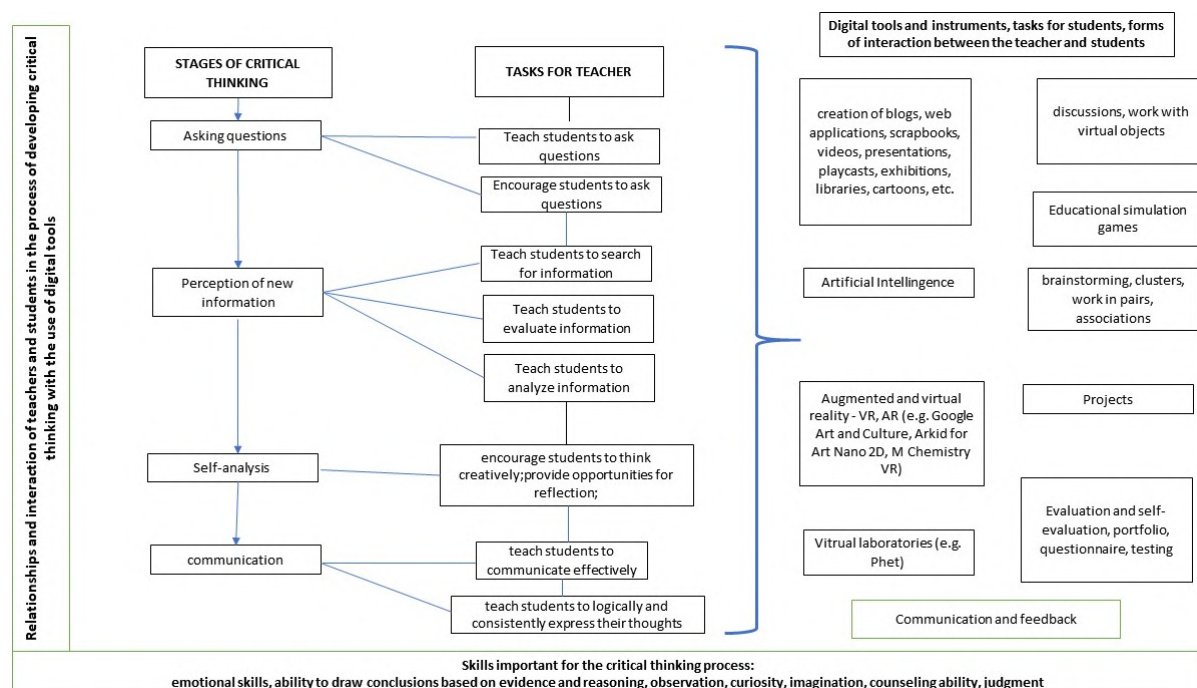 Relationships and interaction of teachers and students in the process of developing critical
thinking with the use of digital tools
STAGES OF CRITICAL
THINKING
Asking questions
Perception of new
information
Self-analysis
communication
TASKS FOR TEACHER
Teach students to ask
questions
Encourage students to ask
questions
Teach students to search
for information
Teach students to
evaluate information
Teach students to
analyze information
encourage students to think
creatively;provide opportunities for
reflection;
teach students to
communicate effectively
teach students to logically and
consistently express their thoughts
Digital tools and instruments, tasks for students, forms
of interaction between the teacher and students
creation of blogs, web
applications, scrapbooks,
videos, presentations,
playcasts, exhibitions,
libraries, cartoons, etc.
Artificial Intellingence
Augmented and virtual
reality - VR, AR (e.g. Google
Art and Culture, Arkid for
Art Nano 2D, M Chemistry
VR)
Vitrual laboratories (e.g.
Phet)
discussions, work with
virtual objects
Educational simulation
games
brainstorming, clusters,
work in pairs,
associations
Projects
Evaluation and self-
evaluation, portfolio,
questionnaire, testing
Communication and feedback
Skills important for the critical thinking process:
emotional skills, ability to draw conclusions based on evidence and reasoning, observation, curiosity, imagination, counseling ability, judgment